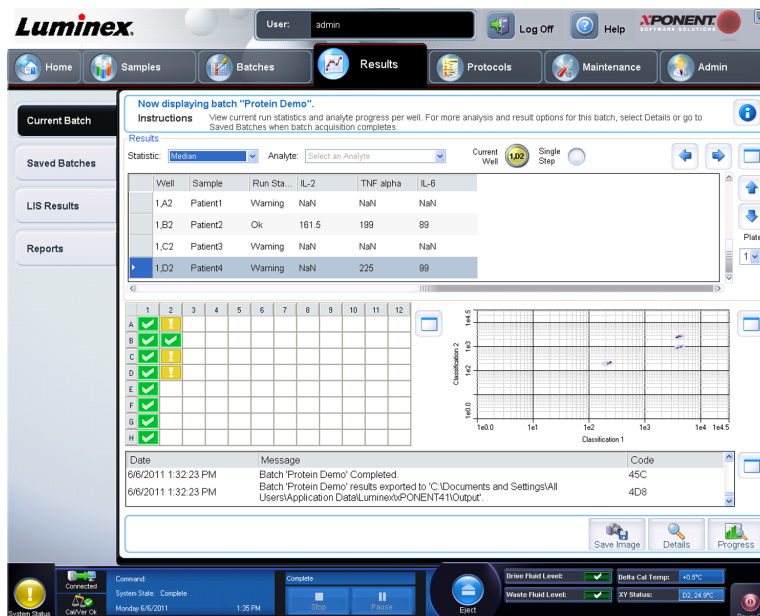 Luminex.
User: admin
Log Off
Help
XPONENT.
SOFTWARE SOLUTIONS
Home
Samples
Batches
Results
Protocols
Maintenance
Admin
Current Batch
Saved Batches
LIS Results
Reports
Now displaying batch "Protein Demo".
Instructions View current run statistics and analyte progress per well. For more analysis and result options for this batch, select Details or go to
Saved Batches when batch acquisition completes.
Results
Statistic: Median Analyte: Select an Analyte Current Well 1,D2 Single Step
Well Sample Run Sta... IL-2 TNF alpha IL-6
1,A2 Patient1 Warning NaN NaN NaN
1,B2 Patient2 Ok 161.5 199 89
1,C2 Patient3 Warning NaN NaN NaN
1,D2 Patient4 Warning NaN 225 99
Plate
1
1 2 3 4 5 6 7 8 9 10 11 12
A
B
C
D
E
F
G
H
Classification 2
1e4.5
1e3
1e2
1e0.0
1e0.0 1e1 1e2 1e3 1e4 1e4.5
Classification 1
Date Message Code
6/6/2011 1:32:23 PM Batch 'Protein Demo' Completed. 45C
6/6/2011 1:32:23 PM Batch 'Protein Demo' results exported to 'C:\Documents and Settings\All 4D8
Users\Application Data\Luminex\xPONENT41\Output'.
Save Image
Details
Progress
System Status
Connected
Cal/Ver Ok
Command:
System State: Complete
Monday 6/6/2011 1:35 PM
Complete
Stop
Pause
Eject
Drive Fluid Level:
Waste Fluid Level:
Delta Cal Temp: +0.5°C
XY Status: D2, 24.9°C